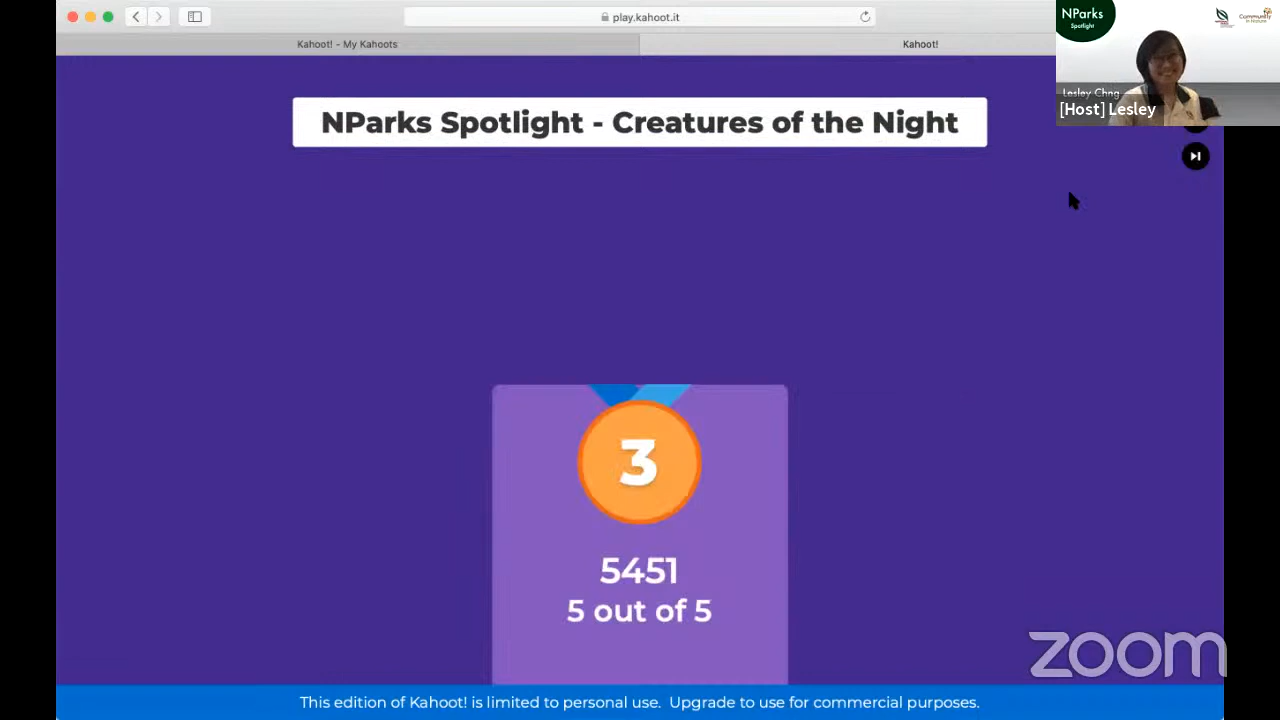 play.kahoot.it
Kahoot! - My Kahoots
Kahoot!
NParks
Spotlight
Lesley Chng
[Host] Lesley
NParks Spotlight - Creatures of the Night
3
5451
5 out of 5
zoom
This edition of Kahoot! is limited to personal use. Upgrade to use for commercial purposes.